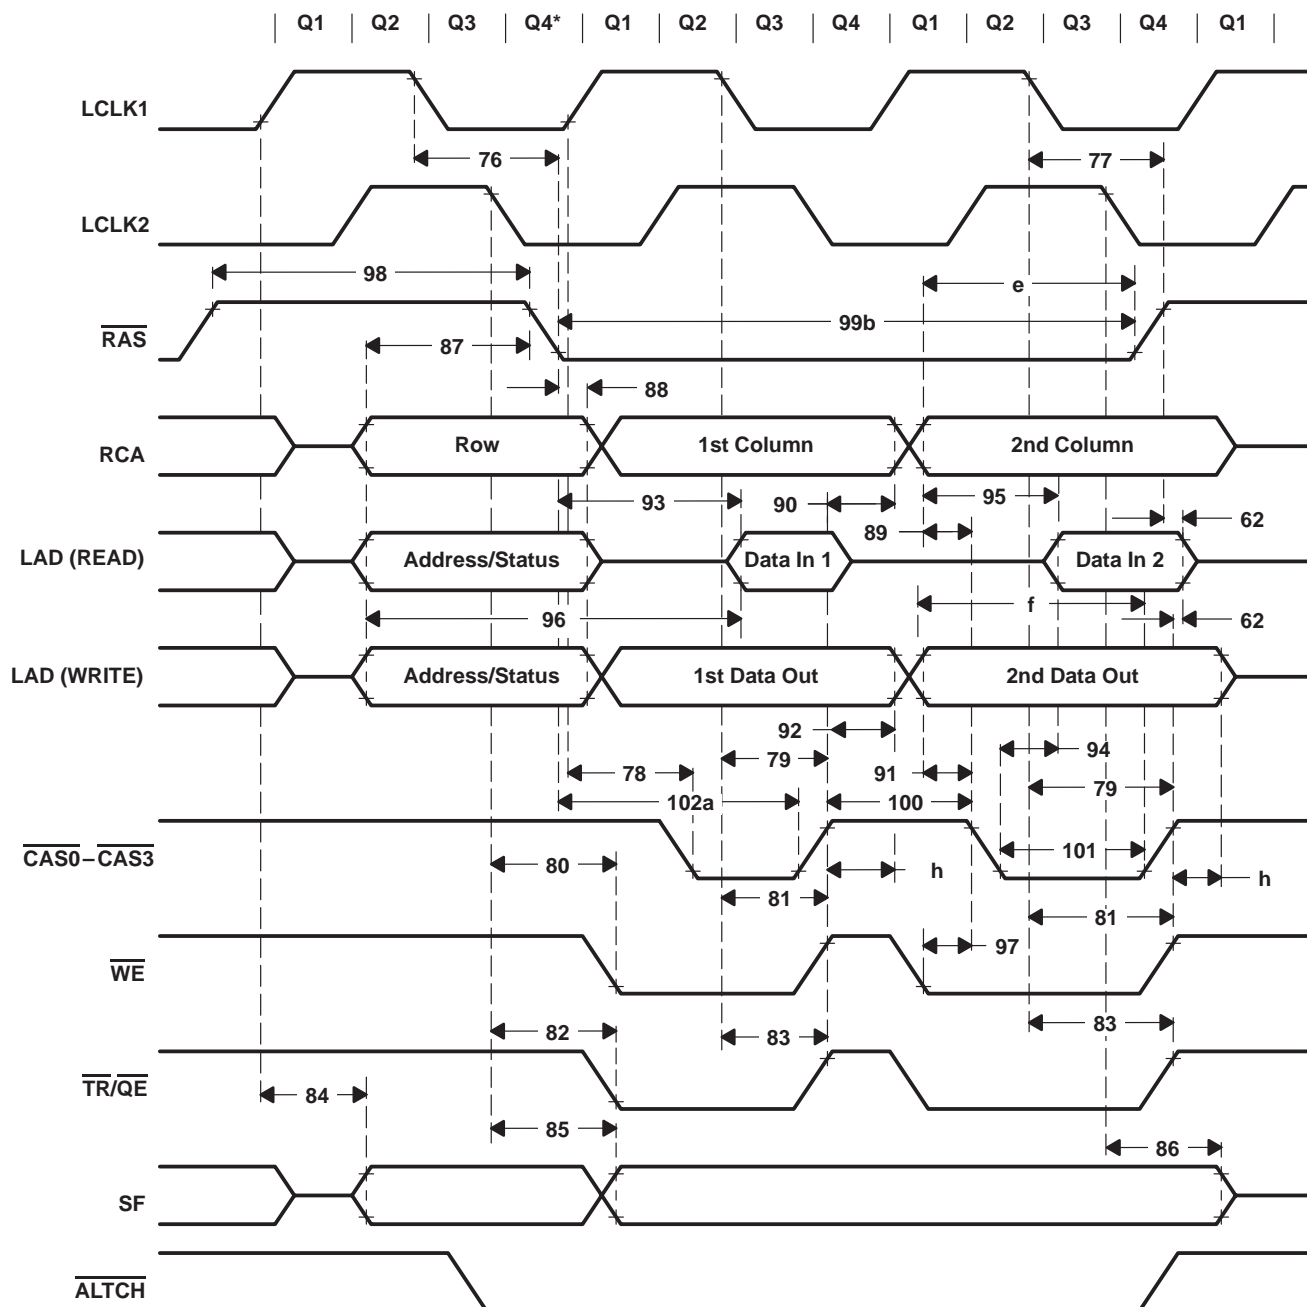 Q1 Q2 Q3 Q4* Q1 Q2 Q3 Q4 Q1 Q2 Q3 Q4 Q1
LCLK1
76 77
LCLK2
98 e
RAS 99b
87
88
RCA Row 1st Column 2nd Column
93 90 95
89 62
LAD (READ) Address/Status Data In 1 Data In 2
96 f 62
LAD (WRITE) Address/Status 1st Data Out 2nd Data Out
92 94
78 79 91 79
102a 100
CAS0–CAS3 80 101
81 h h
81
WE 97
82 83 83
TR/QE
84
85 86
SF
ALTCH